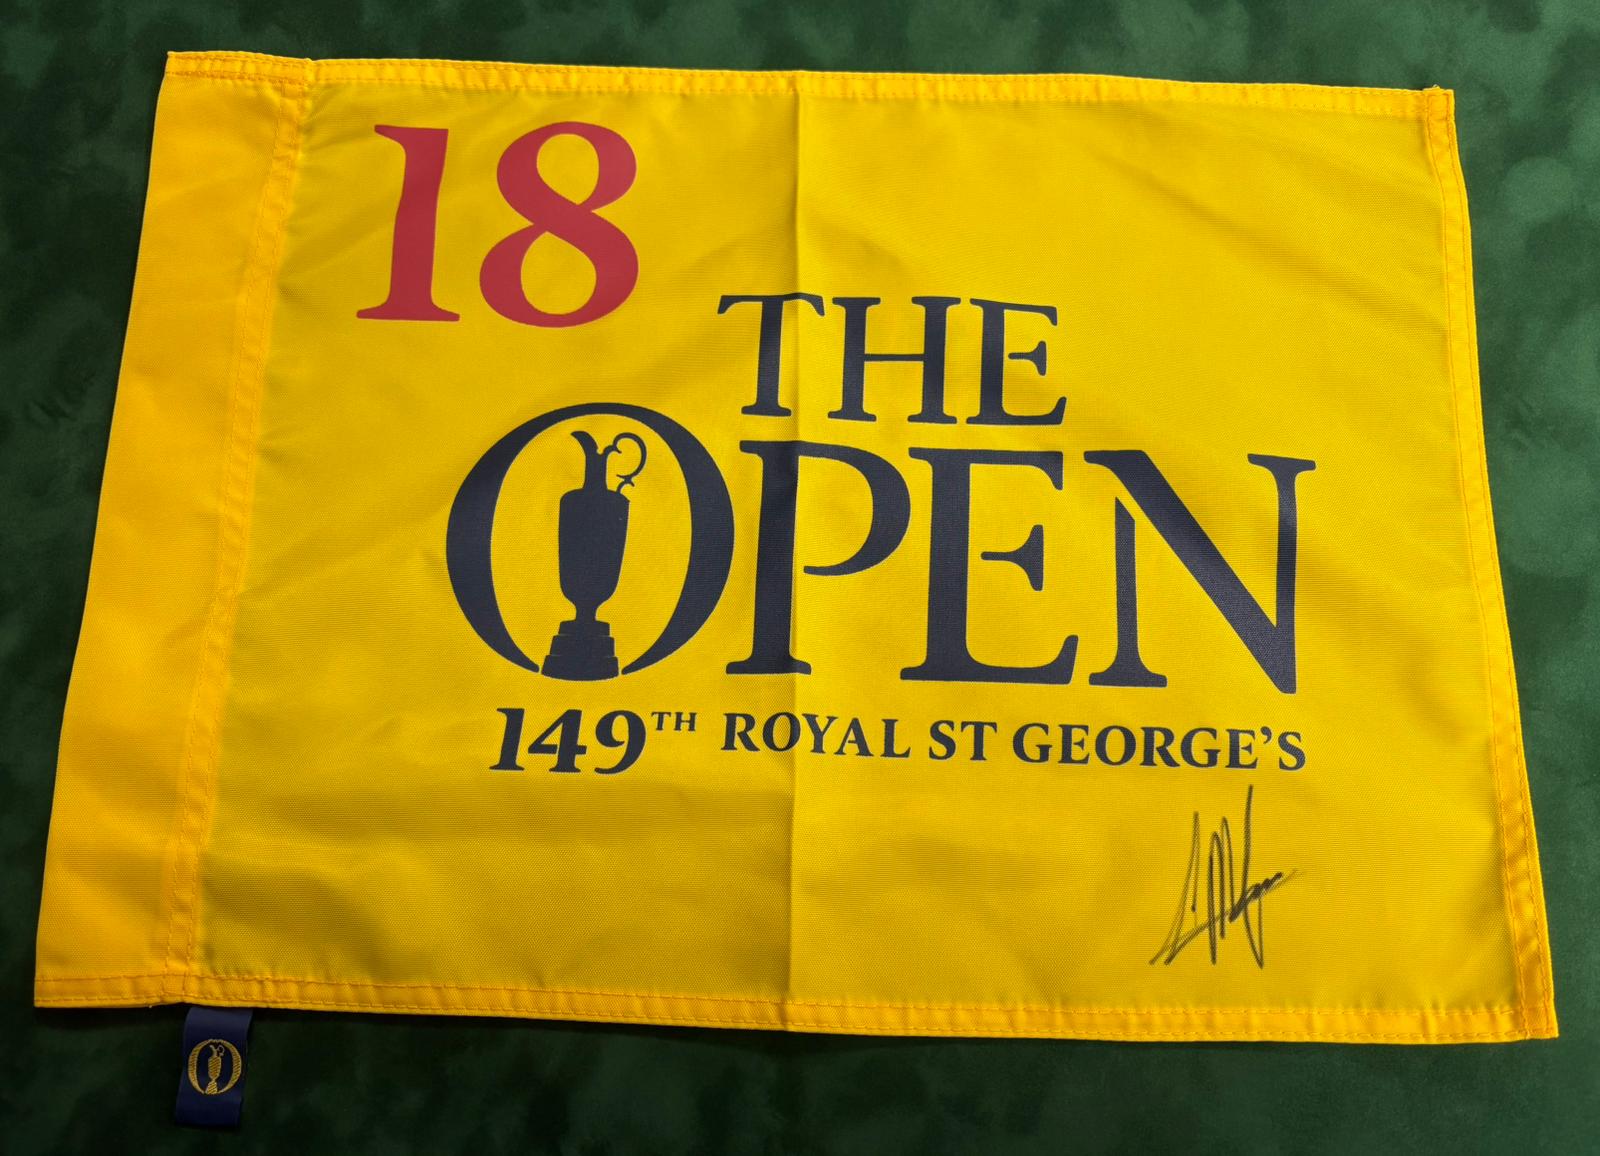 18
THE
OPEN
149TH ROYAL ST GEORGE'S